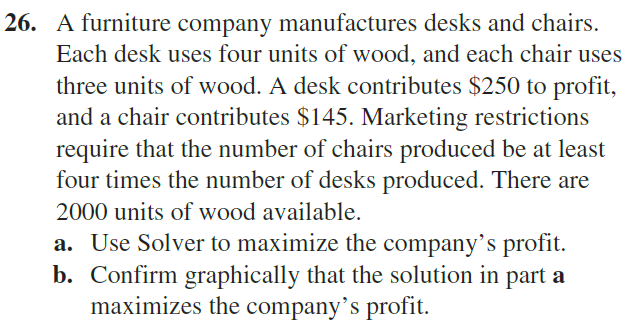 26. A furniture company manufactures desks and chairs.
Each desk uses four units of wood, and each chair uses
three units of wood. A desk contributes $250 to profit,
and a chair contributes $145. Marketing restrictions
require that the number of chairs produced be at least
four times the number of desks produced. There are
2000 units of wood available.
a. Use Solver to maximize the company’s profit.
b. Confirm graphically that the solution in part a
maximizes the company’s profit.